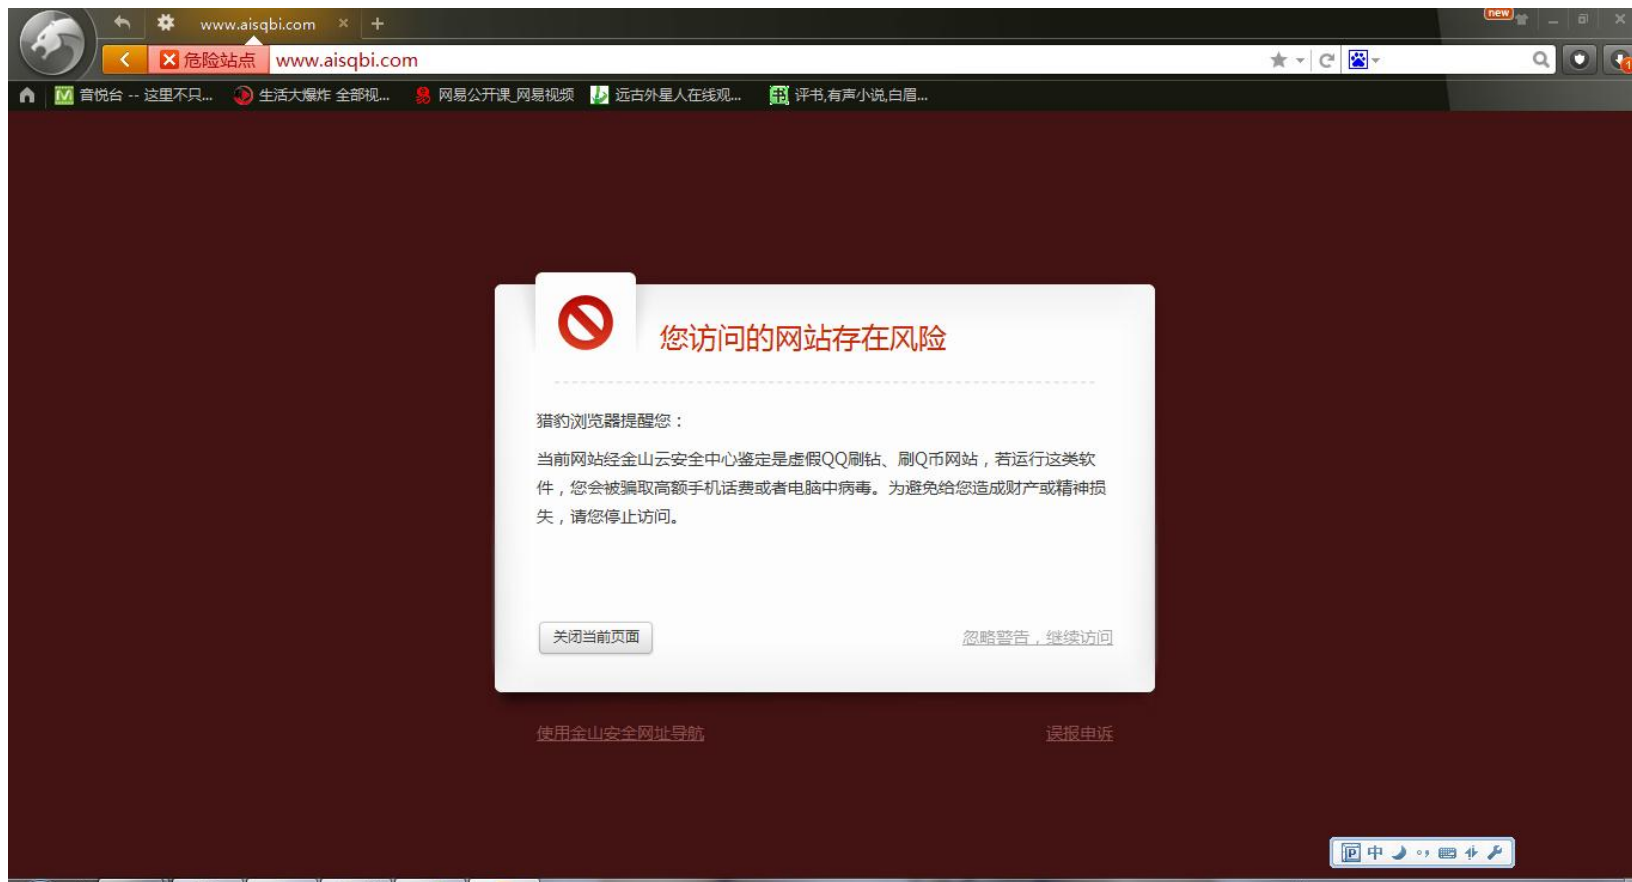 new
www.aisqbi.com
危险站点 www.aisqbi.com
音悦台 -- 这里不只... 生活大爆炸 全部视... 网易公开课_网易视频 远古外星人在线观... 评书,有声小说,白眉...
您访问的网站存在风险
猎豹浏览器提醒您：
当前网站经金山云安全中心鉴定是虚假QQ刷钻、刷Q币网站，若运行这类软
件，您会被骗取高额手机话费或者电脑中病毒。为避免给您造成财产或精神损
失，请您停止访问。
关闭当前页面 忽略警告，继续访问
使用金山安全网址导航 误报申诉
中